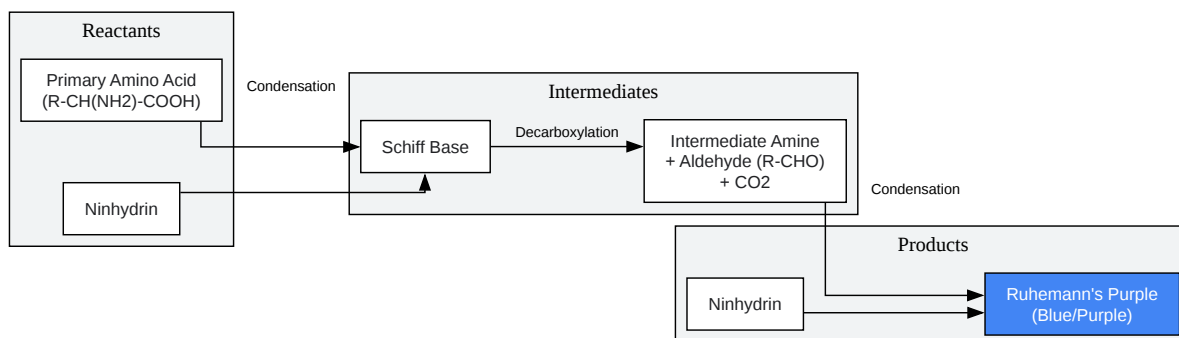 Reactants
Primary Amino Acid
(R-CH(NH2)-COOH)
Ninhydrin
Condensation
Intermediates
Schiff Base
Decarboxylation
Intermediate Amine
+ Aldehyde (R-CHO)
+ CO2
Condensation
Products
Ninhydrin
Ruhemann's Purple
(Blue/Purple)